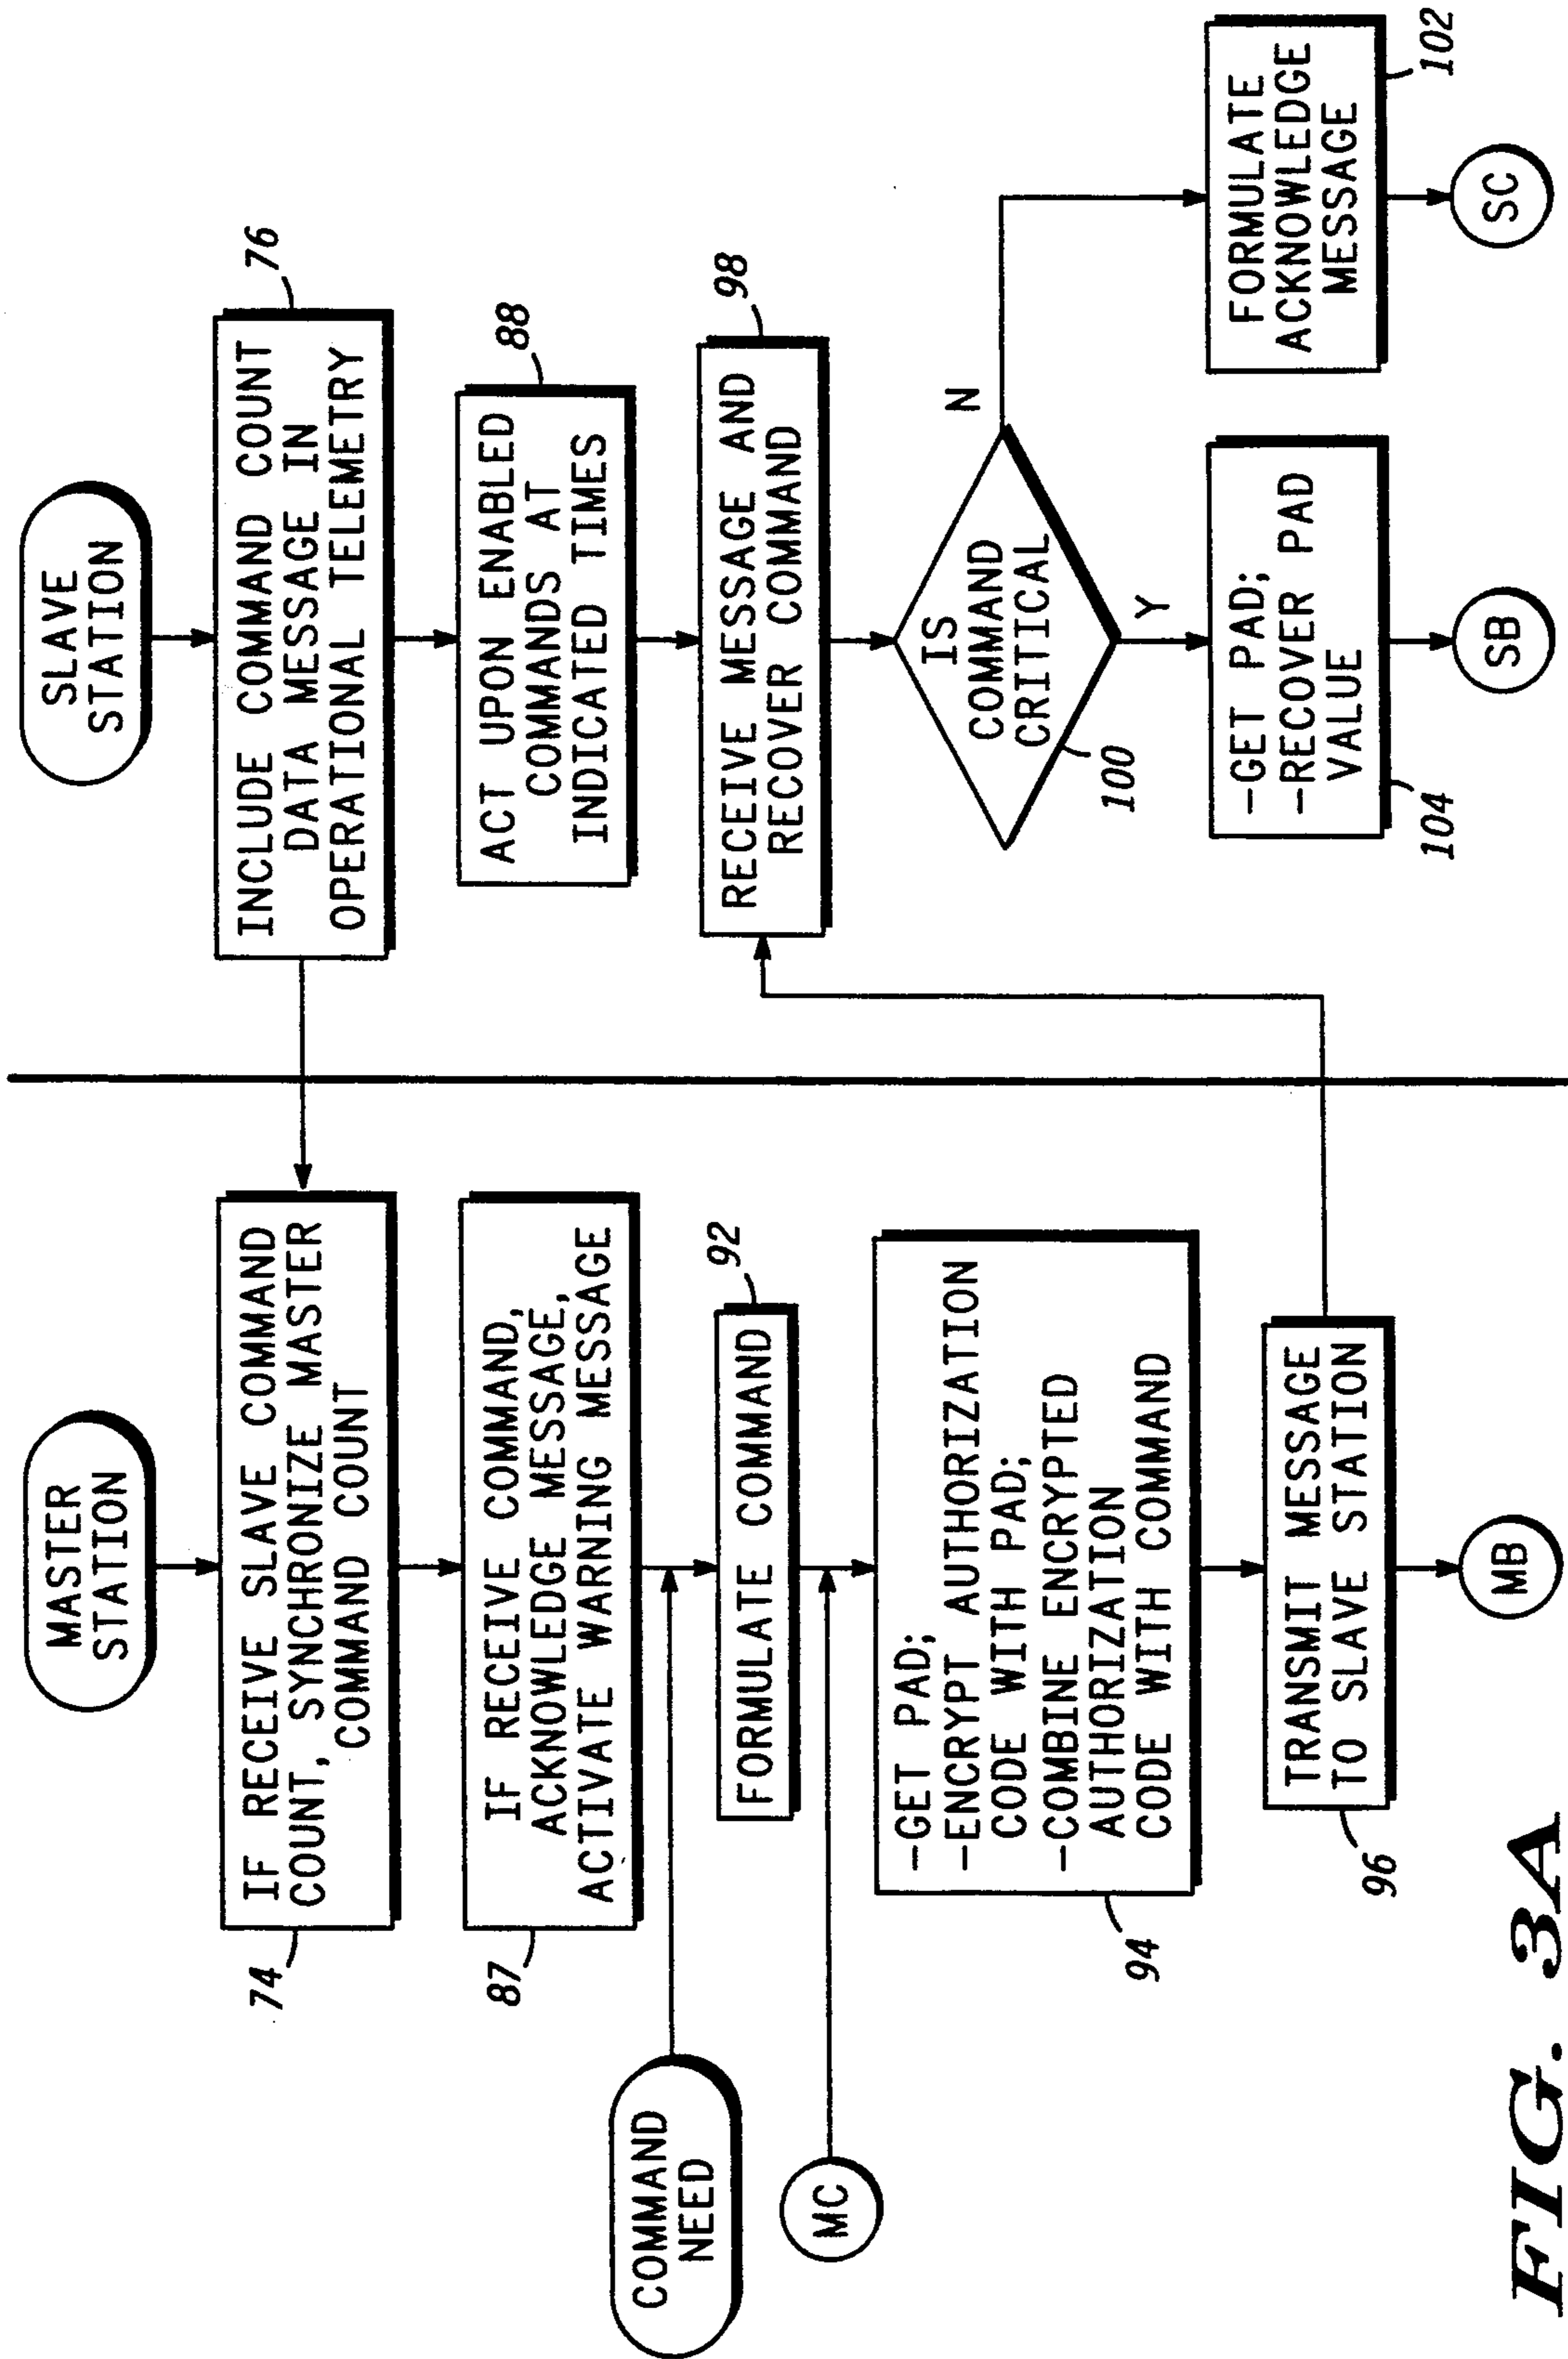 MASTER
STATION
IF RECEIVE SLAVE COMMAND
COUNT, SYNCHRONIZE MASTER
COMMAND COUNT
74
IF RECEIVE COMMAND,
ACKNOWLEDGE MESSAGE,
ACTIVATE WARNING MESSAGE
87
COMMAND
NEED
FORMULATE COMMAND
92
MC
-GET PAD;
-ENCRYPT AUTHORIZATION
CODE WITH PAD;
-COMBINE ENCRYPTED
AUTHORIZATION
CODE WITH COMMAND
94
TRANSMIT MESSAGE
TO SLAVE STATION
96
MB
SLAVE
STATION
INCLUDE COMMAND COUNT
DATA MESSAGE IN
OPERATIONAL TELEMETRY
76
ACT UPON ENABLED
COMMANDS AT
INDICATED TIMES
88
RECEIVE MESSAGE AND
RECOVER COMMAND
98
IS
COMMAND
CRITICAL
100
N
Y
-GET PAD;
-RECOVER PAD
VALUE
104
SB
FORMULATE
ACKNOWLEDGE
MESSAGE
102
SC
FIG. 3A